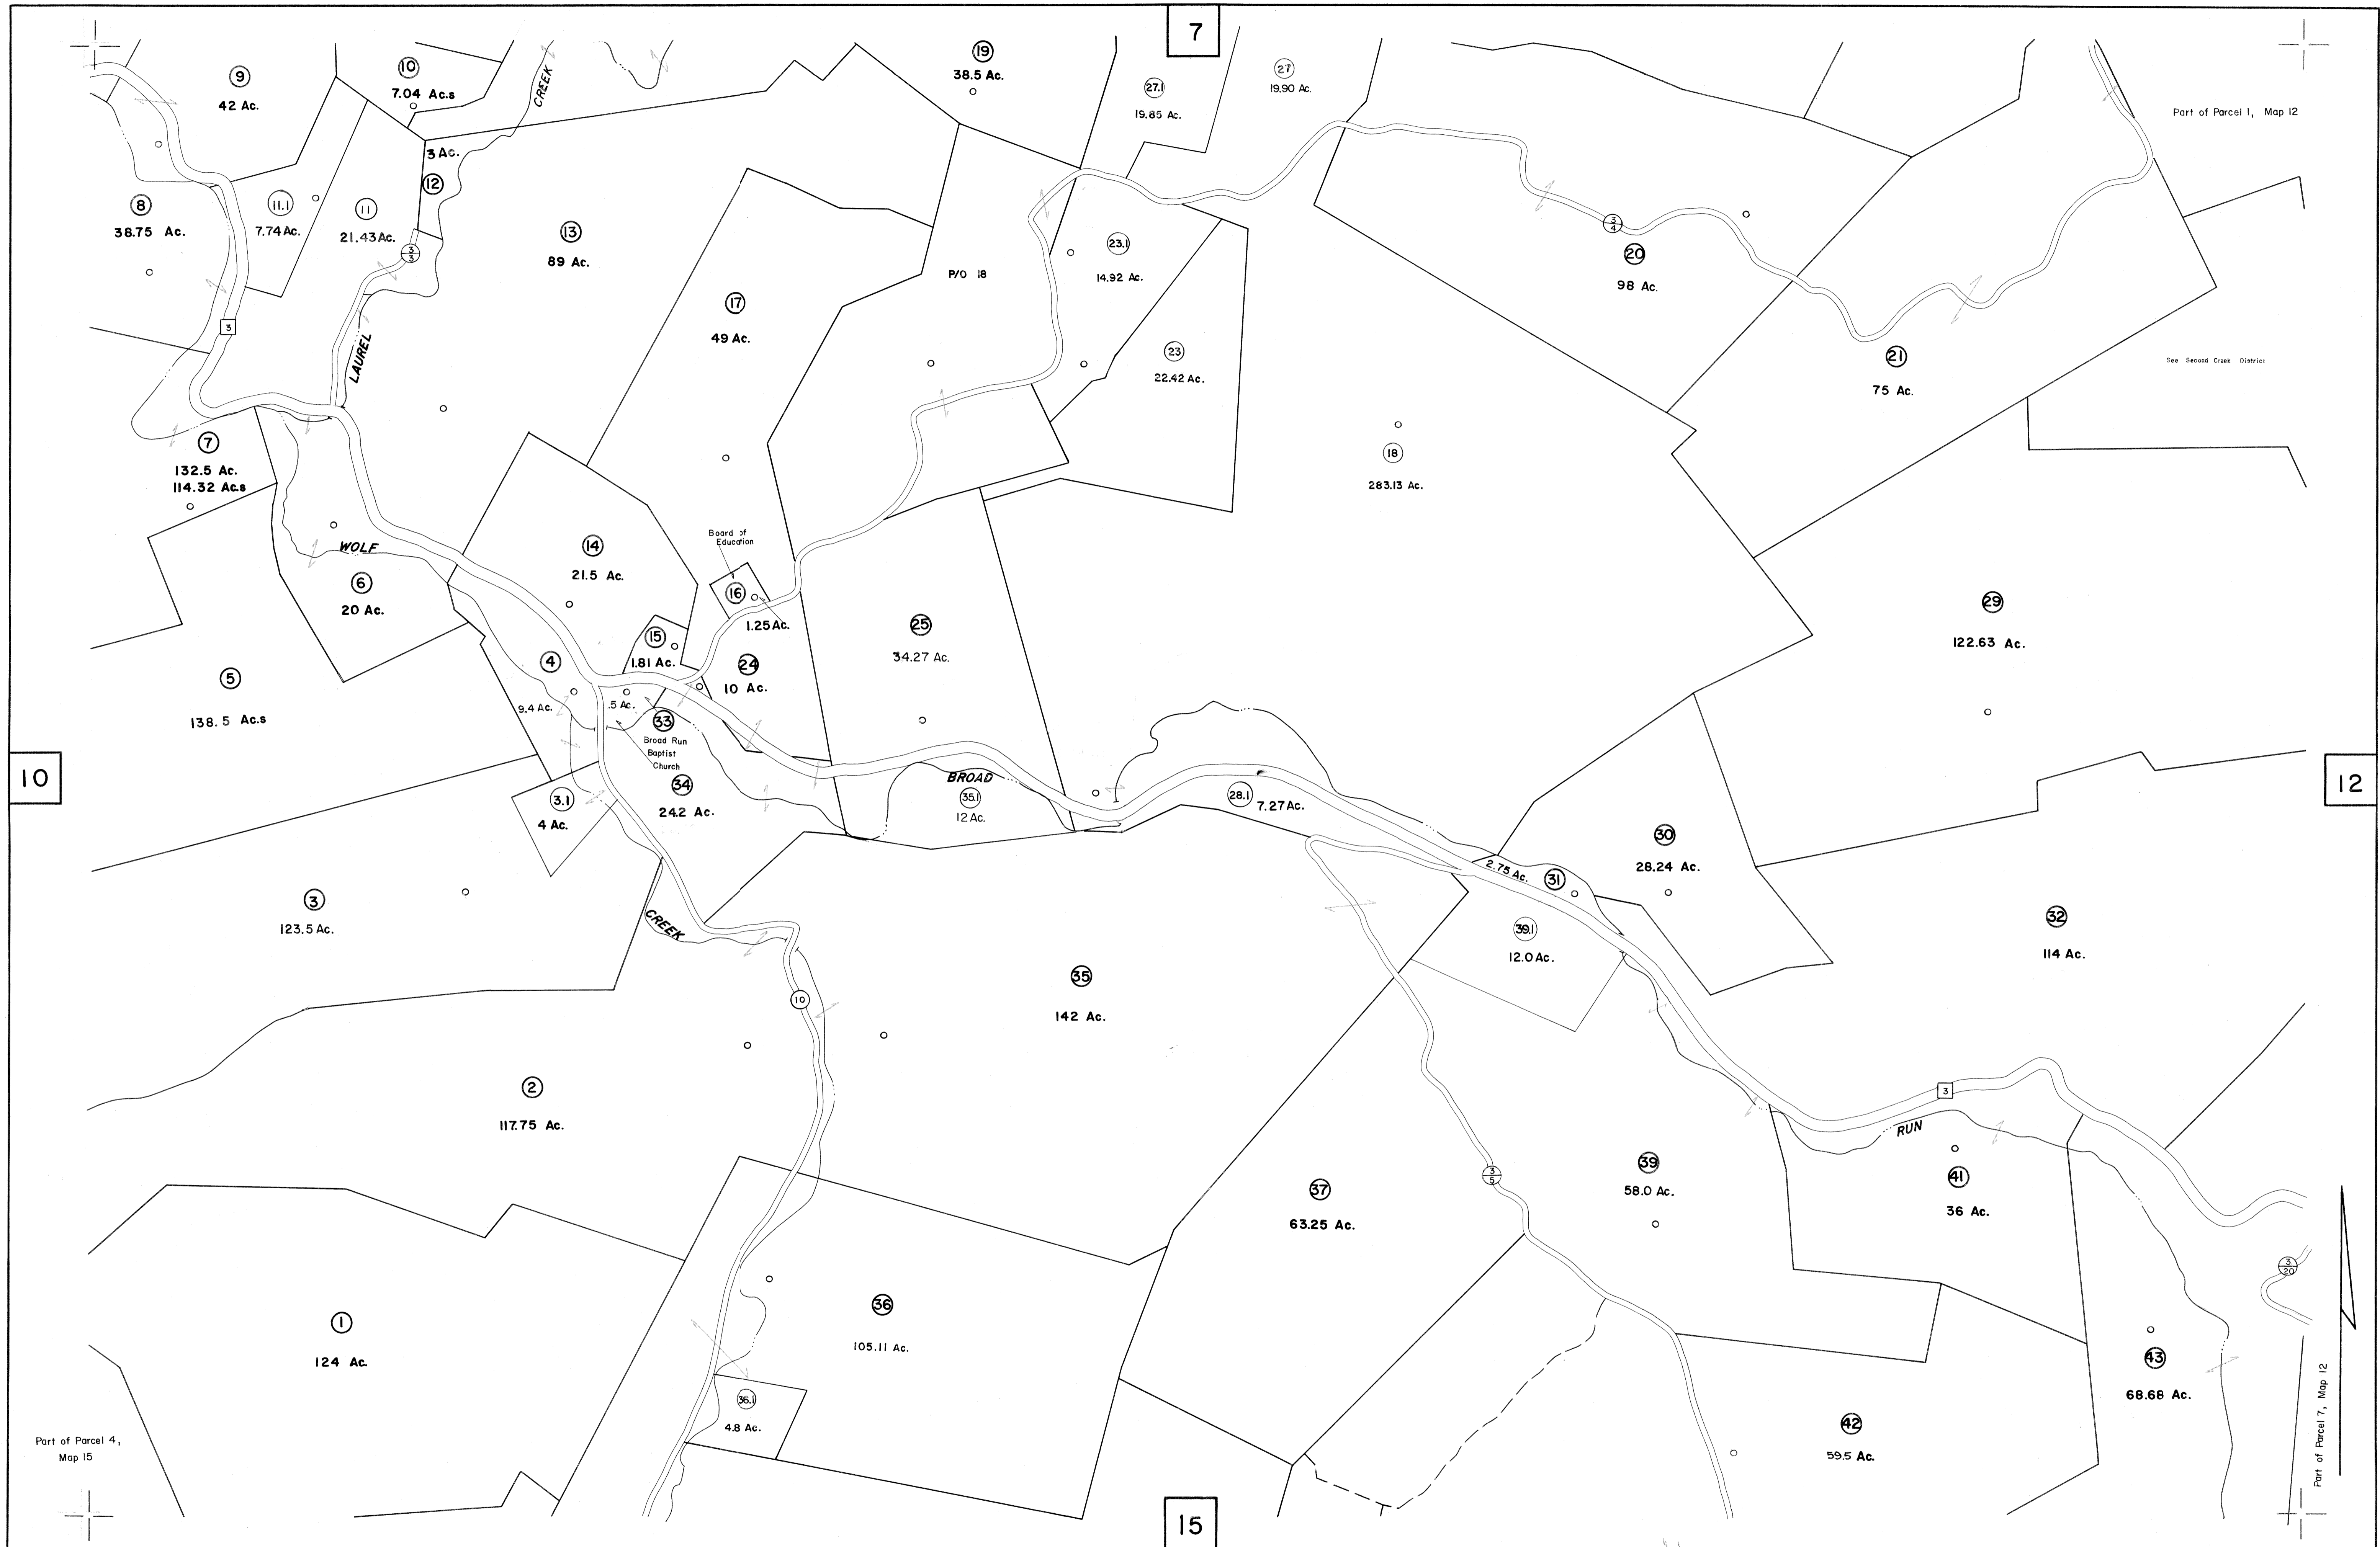 7
9
42 Ac.
10
7.04 Ac.s
CREEK
19
38.5 Ac.
27.1
19.85 Ac.
27
19.90 Ac.
Part of Parcel 1, Map 12
8
38.75 Ac.
11.1
7.74 Ac.
11
21.43 Ac.
3 Ac.
12
3
3
13
89 Ac.
17
49 Ac.
P/O 18
23.1
14.92 Ac.
23
22.42 Ac.
3
4
20
98 Ac.
21
75 Ac.
See Second Creek District
3
LAUREL
7
132.5 Ac.
114.32 Ac.s
18
283.13 Ac.
WOLF
6
20 Ac.
14
21.5 Ac.
Board of
Education
16
1.25 Ac.
15
1.81 Ac.
24
10 Ac.
25
34.27 Ac.
29
122.63 Ac.
5
138.5 Ac.s
4
9.4 Ac.
.5 Ac.
33
Broad Run
Baptist
Church
34
24.2 Ac.
10
12
3.1
4 Ac.
BROAD
35.1
12 Ac.
28.1
7.27 Ac.
2.75 Ac.
31
30
28.24 Ac.
3
123.5 Ac.
CREEK
39.1
12.0 Ac.
32
114 Ac.
35
142 Ac.
10
2
117.75 Ac.
3
RUN
3
5
37
63.25 Ac.
39
58.0 Ac.
41
36 Ac.
3
20
1
124 Ac.
36
105.11 Ac.
36.1
4.8 Ac.
43
68.68 Ac.
42
59.5 Ac.
Part of Parcel 4,
Map 15
Part of Parcel 7, Map 12
15